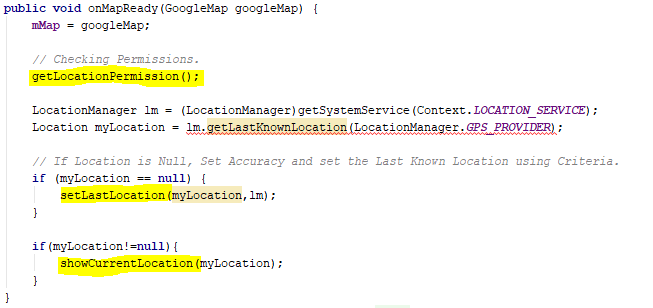 public void onMapReady(GoogleMap googleMap) {
mMap = googleMap;
// Checking Permissions.
getLocationPermission();
LocationManager lm = (LocationManager)getSystemService(Context.LOCATION_SERVICE);
Location myLocation = lm.getLastKnownLocation(LocationManager.GPS_PROVIDER);
// If Location is Null, Set Accuracy and set the Last Known Location using Criteria.
if (myLocation == null) {
setLastLocation(myLocation,lm);
}
if(myLocation!=null){
showCurrentLocation(myLocation);
}
}